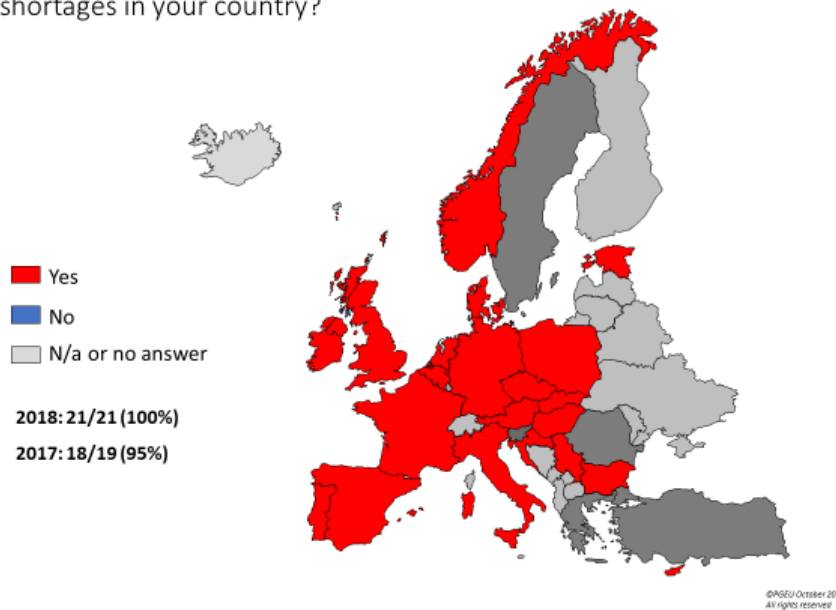 shortages in your country?
Yes
No
N/a or no answer
2018: 21/21 (100%)
2017: 18/19 (95%)
©PGEU October 20
All rights reserved